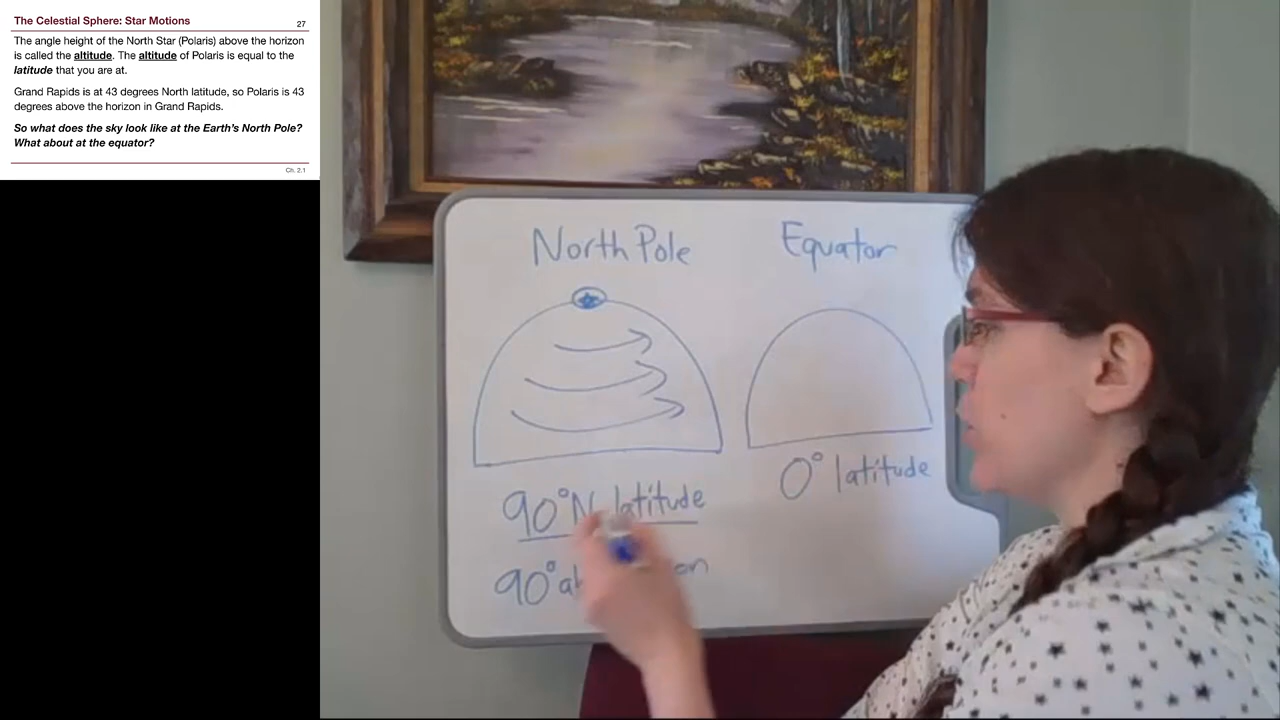 The Celestial Sphere: Star Motions
27
The angle height of the North Star (Polaris) above the horizon
is called the altitude. The altitude of Polaris is equal to the
latitude that you are at.
Grand Rapids is at 43 degrees North latitude, so Polaris is 43
degrees above the horizon in Grand Rapids.
So what does the sky look like at the Earth's North Pole?
What about at the equator?
Ch. 2.1
North Pole
Equator
90°N latitude
0° latitude
90°